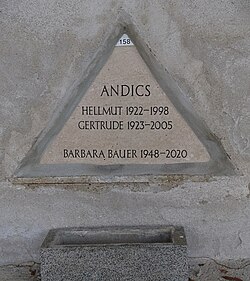 158
ANDICS
HELLMUT 1922–1998
GERTRUDE 1923–2005
BARBARA BAUER 1948–2020